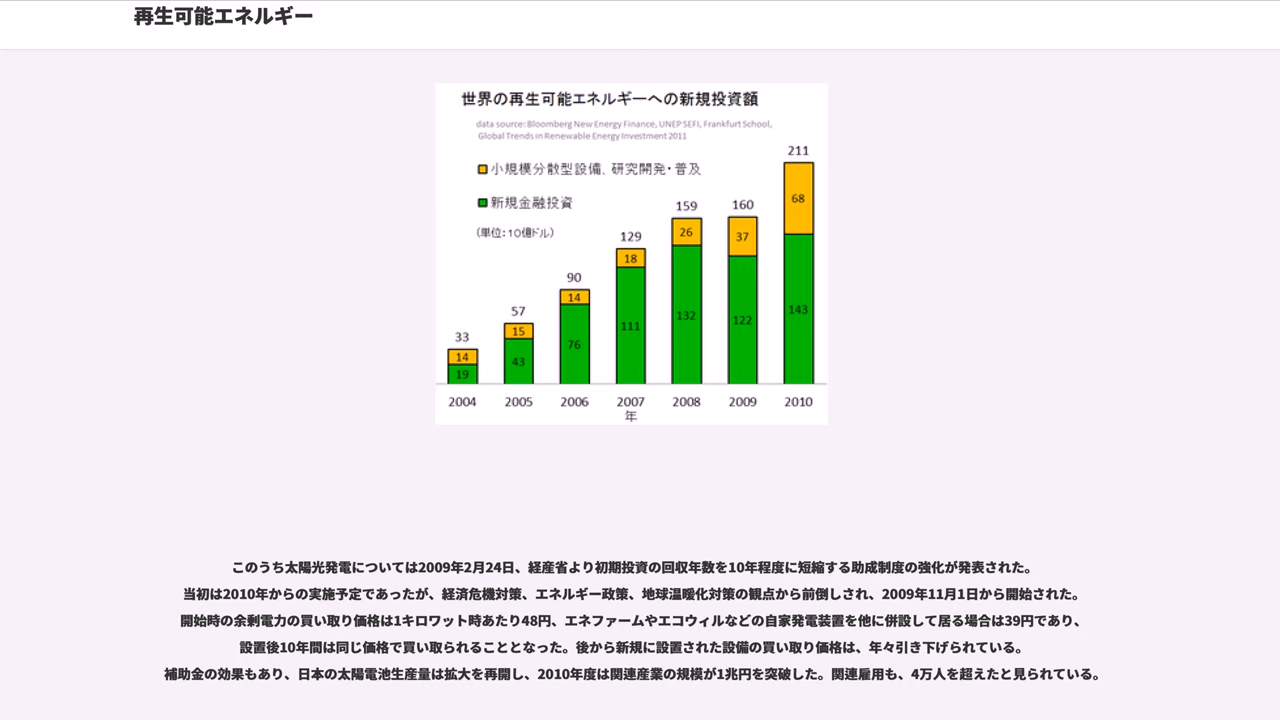 再生可能エネルギー
世界の再生可能エネルギーへの新規投資額
data source: Bloomberg New Energy Finance, UNEP SEFI, Frankfurt School,
Global Trends in Renewable Energy Investment 2011
小規模分散型設備、研究開発・普及
新規金融投資
(単位:10億ドル)
33
57
90
129
159
160
211
14
15
14
18
26
37
68
19
43
76
111
132
122
143
2004 2005 2006 2007 2008 2009 2010
年
このうち太陽光発電については2009年2月24日、経産省より初期投資の回収年数を10年程度に短縮する助成制度の強化が発表された。
当初は2010年からの実施予定であったが、経済危機対策、エネルギー政策、地球温暖化対策の観点から前倒しされ、2009年11月1日から開始された。
開始時の余剰電力の買い取り価格は1キロワット時あたり48円、エネファームやエコウィルなどの自家発電装置を他に併設して居る場合は39円であり、
設置後10年間は同じ価格で買い取られることとなった。後から新規に設置された設備の買い取り価格は、年々引き下げられている。
補助金の効果もあり、日本の太陽電池生産量は拡大を再開し、2010年度は関連産業の規模が1兆円を突破した。関連雇用も、4万人を超えたと見られている。